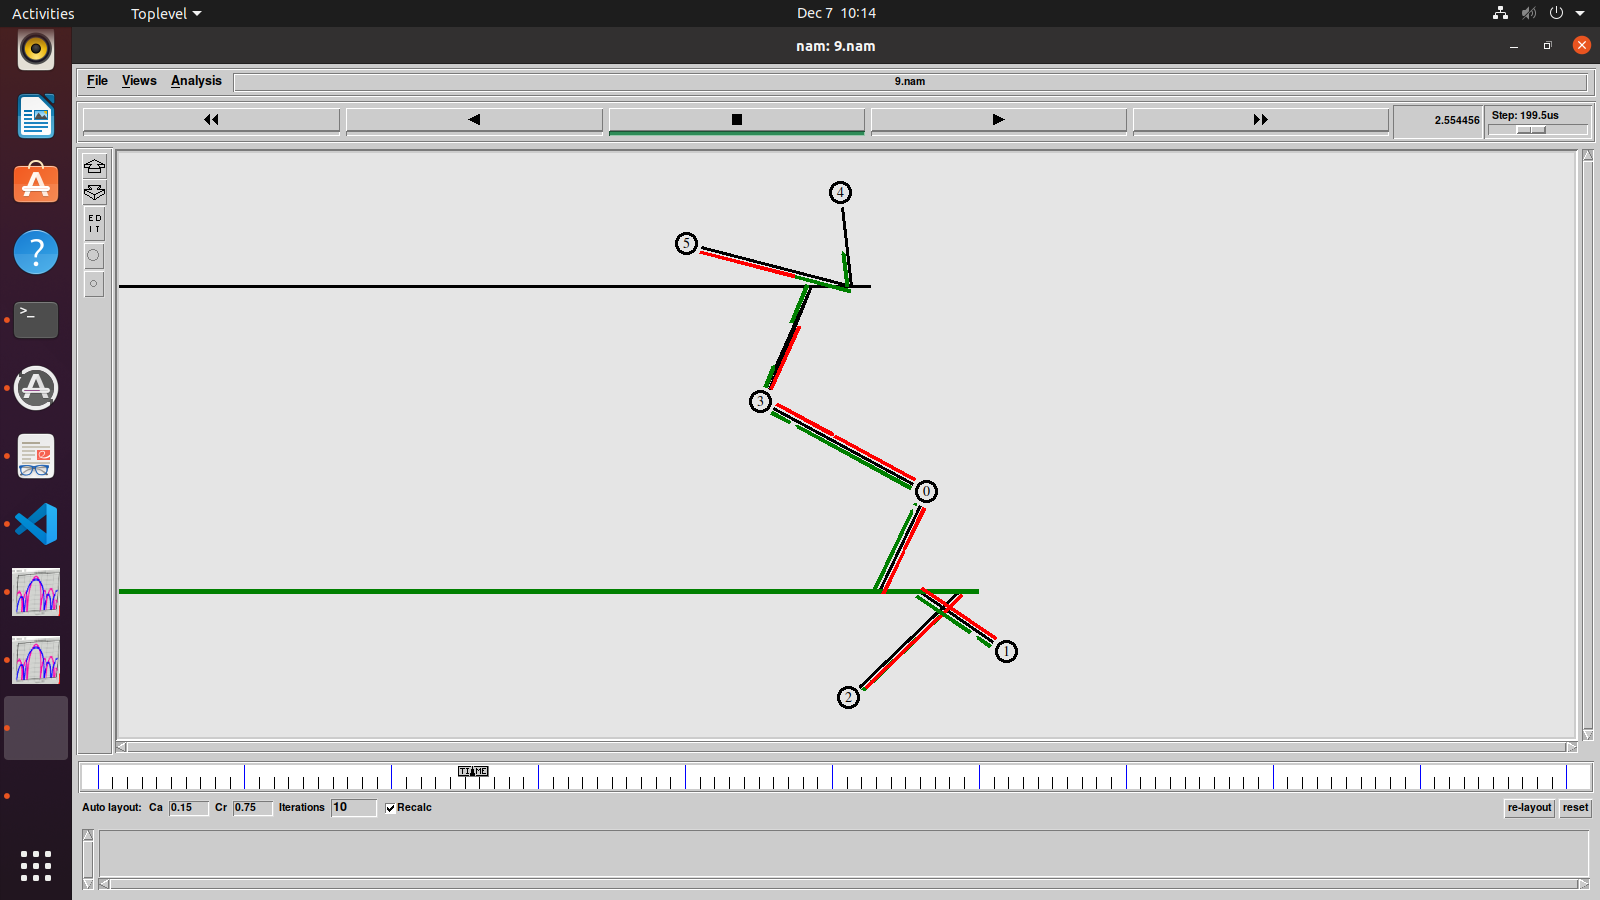 Activities
Toplevel
Dec 7 10:14
nam: 9.nam
File Views Analysis
9.nam
2.554456
Step: 199.5us
ED
IT
4
5
3
0
1
2
>_
TIME
Auto layout: Ca 0.15 Cr 0.75 Iterations 10 Recalc
re-layout reset